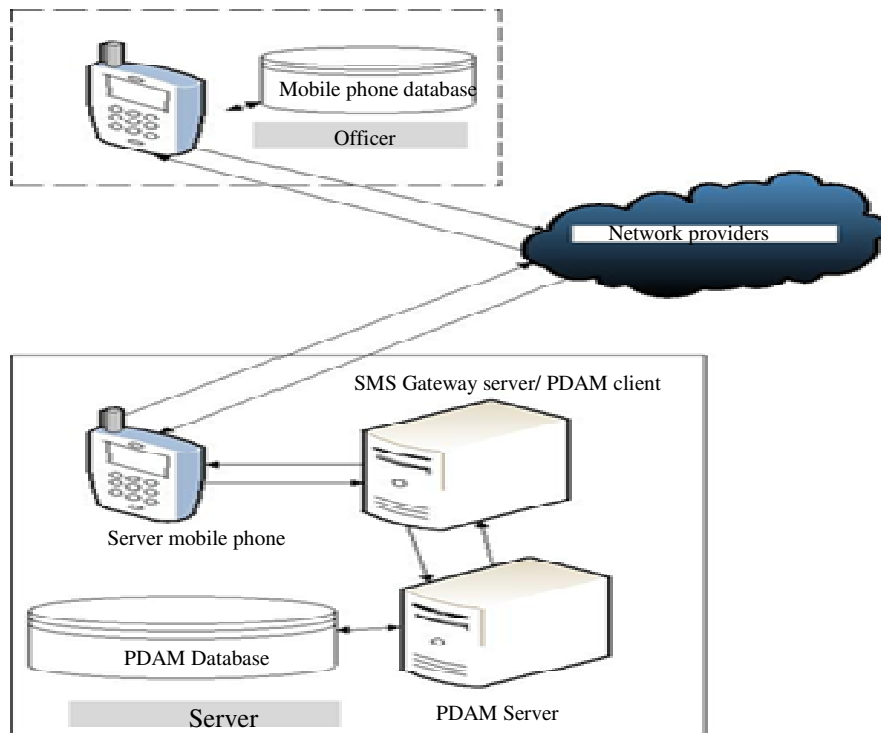 Mobile phone database
Officer
Network providers
SMS Gateway server/ PDAM client
Server mobile phone
PDAM Database
Server
PDAM Server